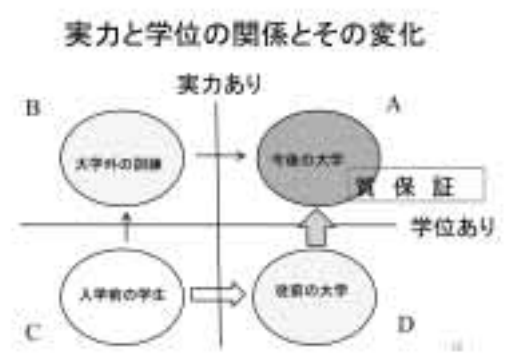 実力と学位の関係とその変化
実力あり
B
A
大学外の訓練
今後の大学
質保証
学位あり
入学前の学生
従前の大学
C
D